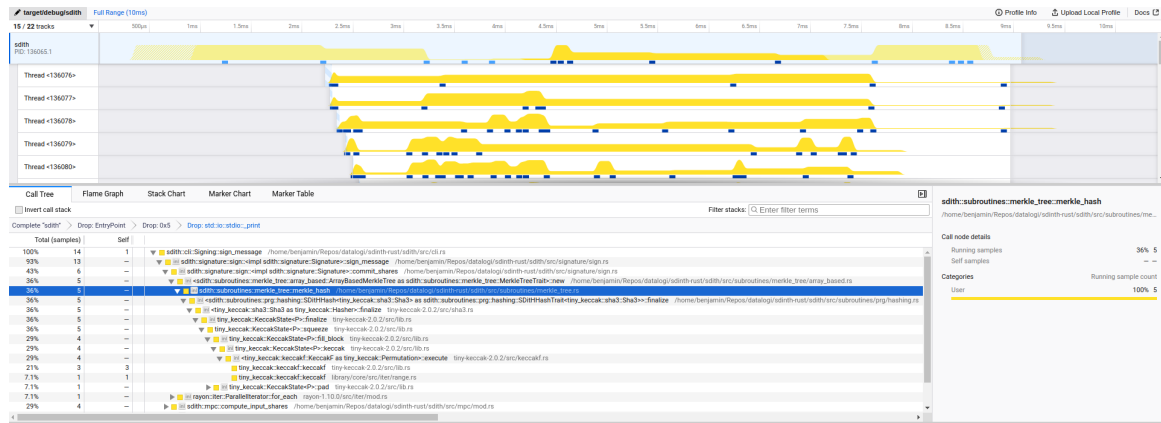 target/debug/sdith Full Range (10ms) Profile Info Upload Local Profile Docs
15 / 22 tracks 500μs 1ms 1.5ms 2ms 2.5ms 3ms 3.5ms 4ms 4.5ms 5ms 5.5ms 6ms 6.5ms 7ms 7.5ms 8ms 8.5ms 9ms 9.5ms 10ms
sdith
PID: 136065.1
Thread <136076>
Thread <136077>
Thread <136078>
Thread <136079>
Thread <136080>
Call Tree Flame Graph Stack Chart Marker Chart Marker Table
Invert call stack Filter stacks: Enter filter terms
Complete "sdith" Drop: EntryPoint Drop: 0x5 Drop: std::io::stdio::_print
Total (samples) Self
100% 14 1 sdith::cli::Signing::sign_message /home/benjamin/Repos/datalogi/sdinth-rust/sdith/src/cli.rs
93% 13 — sdith::signature::sign::<impl sdith::signature::Signature>::sign_message /home/benjamin/Repos/datalogi/sdinth-rust/sdith/src/signature/sign.rs
43% 6 — sdith::signature::sign::<impl sdith::signature::Signature>::commit_shares /home/benjamin/Repos/datalogi/sdinth-rust/sdith/src/signature/sign.rs
36% 5 — <sdith::subroutines::merkle_tree::array_based::ArrayBasedMerkleTree as sdith::subroutines::merkle_tree::MerkleTreeTrait>::new /home/benjamin/Repos/datalogi/sdinth-rust/sdith/src/subroutines/merkle_tree/array_based.rs
36% 5 — sdith::subroutines::merkle_tree::merkle_hash /home/benjamin/Repos/datalogi/sdinth-rust/sdith/src/subroutines/merkle_tree.rs
36% 5 — <sdith::subroutines::prg::hashing::SDitHHash<tiny_keccak::sha3::Sha3> as sdith::subroutines::prg::hashing::SDitHHashTrait<tiny_keccak::sha3::Sha3>>::finalize /home/benjamin/Repos/datalogi/sdinth-rust/sdith/src/subroutines/prg/hashing.rs
36% 5 — <tiny_keccak::sha3::Sha3 as tiny_keccak::Hasher>::finalize tiny-keccak-2.0.2/src/sha3.rs
36% 5 — tiny_keccak::KeccakState<P>::finalize tiny-keccak-2.0.2/src/lib.rs
36% 5 — tiny_keccak::KeccakState<P>::squeeze tiny-keccak-2.0.2/src/lib.rs
29% 4 — tiny_keccak::KeccakState<P>::fill_block tiny-keccak-2.0.2/src/lib.rs
29% 4 — tiny_keccak::KeccakState<P>::keccak tiny-keccak-2.0.2/src/lib.rs
29% 4 — <tiny_keccak::keccakf::KeccakF as tiny_keccak::Permutation>::execute tiny-keccak-2.0.2/src/keccakf.rs
21% 3 3 tiny_keccak::keccakf::keccakf tiny-keccak-2.0.2/src/lib.rs
7.1% 1 1 tiny_keccak::keccakf::keccakf library/core/src/iter/range.rs
7.1% 1 — tiny_keccak::KeccakState<P>::pad tiny-keccak-2.0.2/src/lib.rs
7.1% 1 — rayon::iter::ParallelIterator::for_each rayon-1.10.0/src/iter/mod.rs
29% 4 — sdith::mpc::compute_input_shares /home/benjamin/Repos/datalogi/sdinth-rust/sdith/src/mpc/mod.rs
sdith::subroutines::merkle_tree::merkle_hash
/home/benjamin/Repos/datalogi/sdinth-rust/sdith/src/subroutines/me...
Call node details
Running samples 36% 5
Self samples — —
Categories Running sample count
User 100% 5